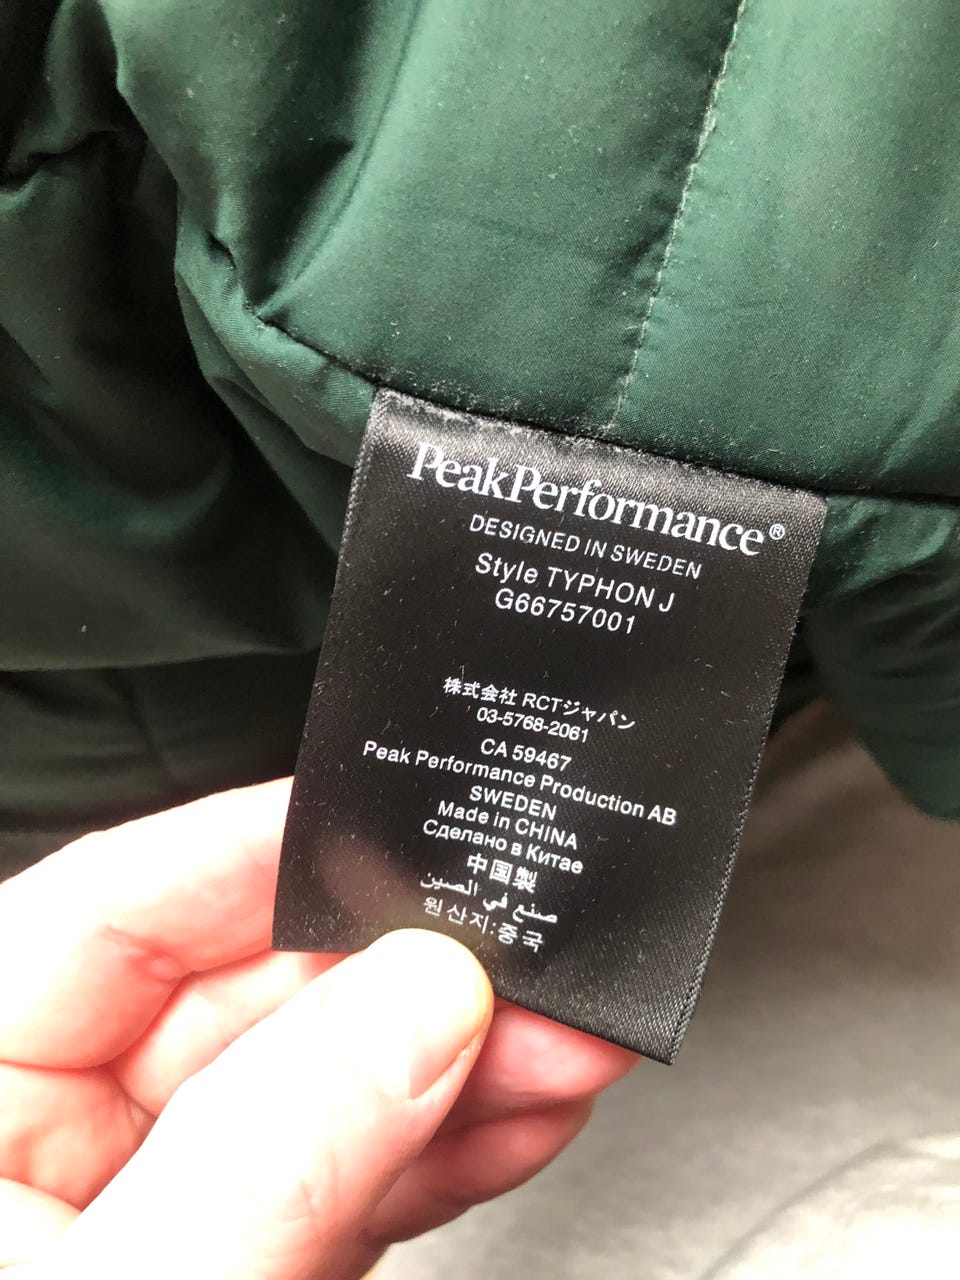 PeakPerformance®
DESIGNED IN SWEDEN
Style TYPHON J
G66757001
株式会社 RCTジャパン
03-5768-2061
CA 59467
Peak Performance Production AB
SWEDEN
Made in CHINA
Сделано в Китае
中国製
صنع في الصين
원산지:중국